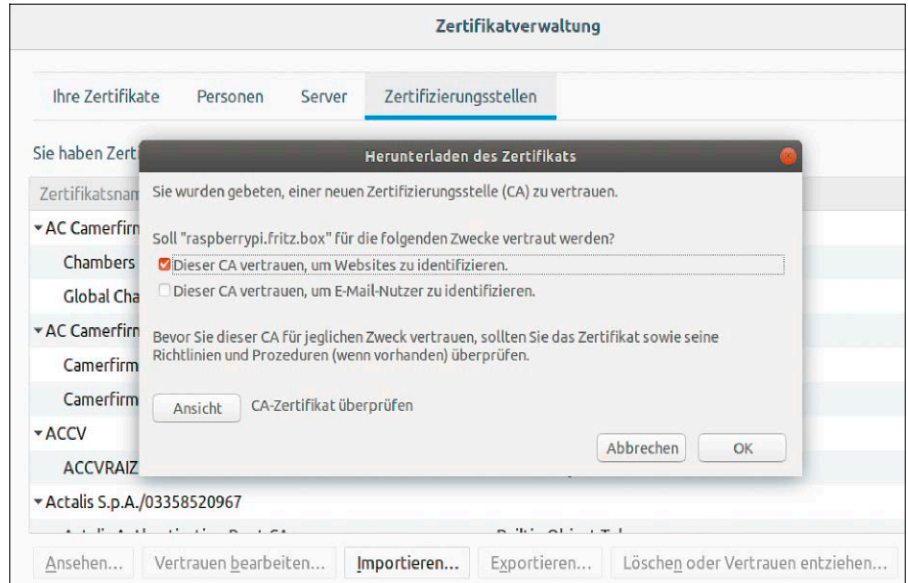 Zertifikatverwaltung
Ihre Zertifikate Personen Server Zertifizierungsstellen
Sie haben Zert
Zertifikatsnam
AC Camerfirm
Chambers
Global Cha
AC Camerfirm
Camerfirm
Camerfirm
ACCV
ACCVRAIZ
Actalis S.p.A./03358520967
Herunterladen des Zertifikats
Sie wurden gebeten, einer neuen Zertifizierungsstelle (CA) zu vertrauen.
Soll "raspberrypi.fritz.box" für die folgenden Zwecke vertraut werden?
Dieser CA vertrauen, um Websites zu identifizieren.
Dieser CA vertrauen, um E-Mail-Nutzer zu identifizieren.
Bevor Sie dieser CA für jeglichen Zweck vertrauen, sollten Sie das Zertifikat sowie seine
Richtlinien und Prozeduren (wenn vorhanden) überprüfen.
Ansicht CA-Zertifikat überprüfen
Abbrechen OK
Ansehen... Vertrauen bearbeiten... Importieren... Exportieren... Löschen oder Vertrauen entziehen...